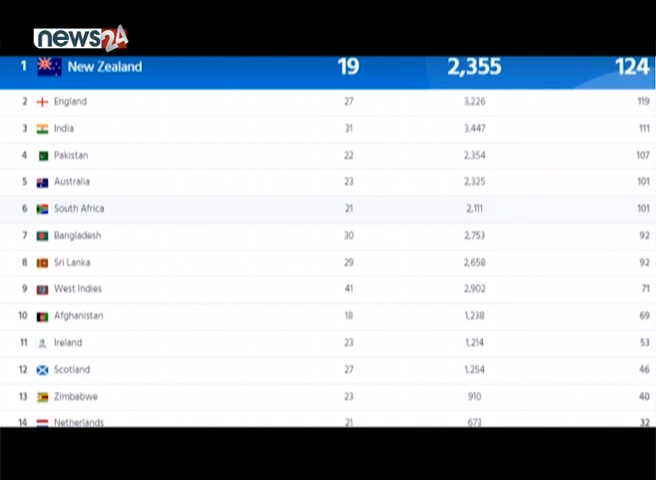 news24
1 New Zealand 19 2,355 124
2 England 27 3,226 119
3 India 31 3,447 111
4 Pakistan 22 2,354 107
5 Australia 23 2,325 101
6 South Africa 21 2,111 101
7 Bangladesh 30 2,753 92
8 Sri Lanka 29 2,658 92
9 West Indies 41 2,902 71
10 Afghanistan 18 1,238 69
11 Ireland 23 1,214 53
12 Scotland 27 1,254 46
13 Zimbabwe 23 910 40
14 Netherlands 21 673 32